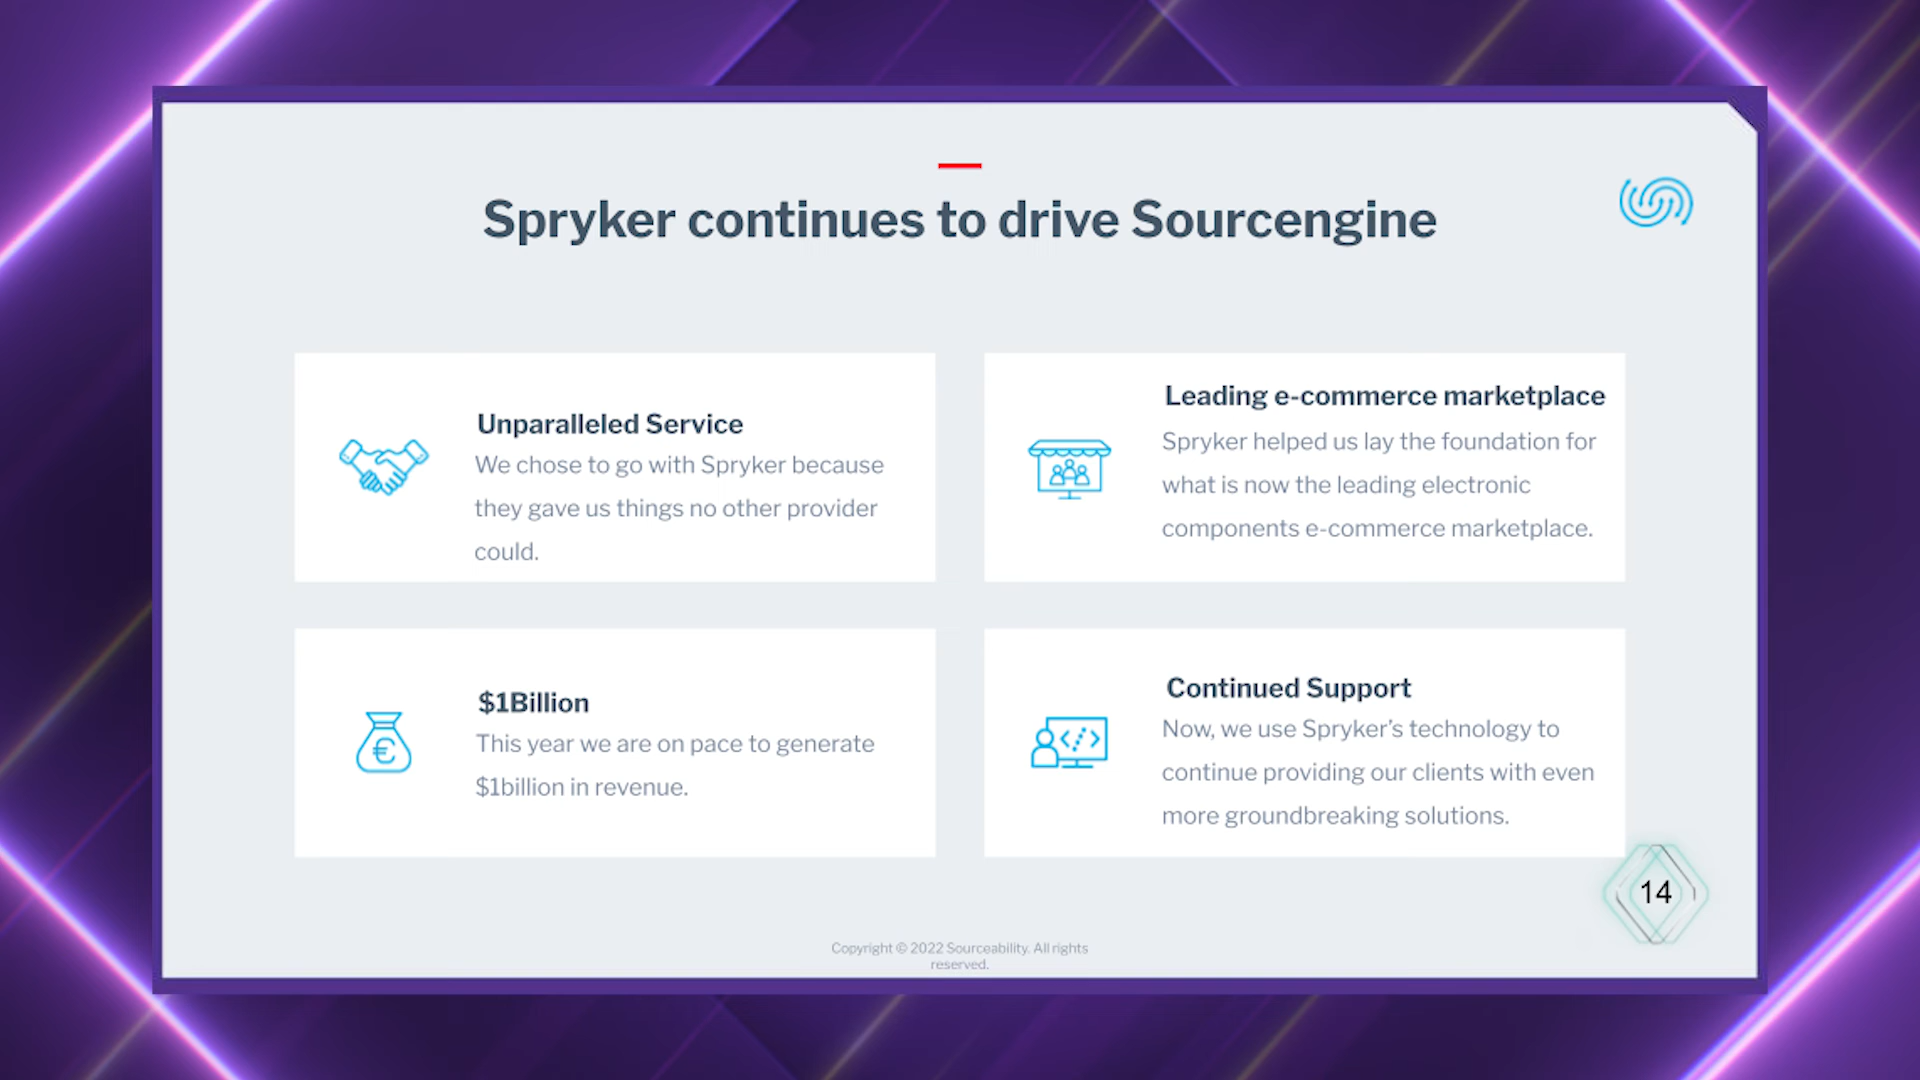 Spryker continues to drive Sourcengine
Unparalleled Service
We chose to go with Spryker because
they gave us things no other provider
could.
Leading e-commerce marketplace
Spryker helped us lay the foundation for
what is now the leading electronic
components e-commerce marketplace.
$1Billion
This year we are on pace to generate
$1billion in revenue.
Continued Support
Now, we use Spryker's technology to
continue providing our clients with even
more groundbreaking solutions.
14
Copyright © 2022 Sourceability. All rights
reserved.